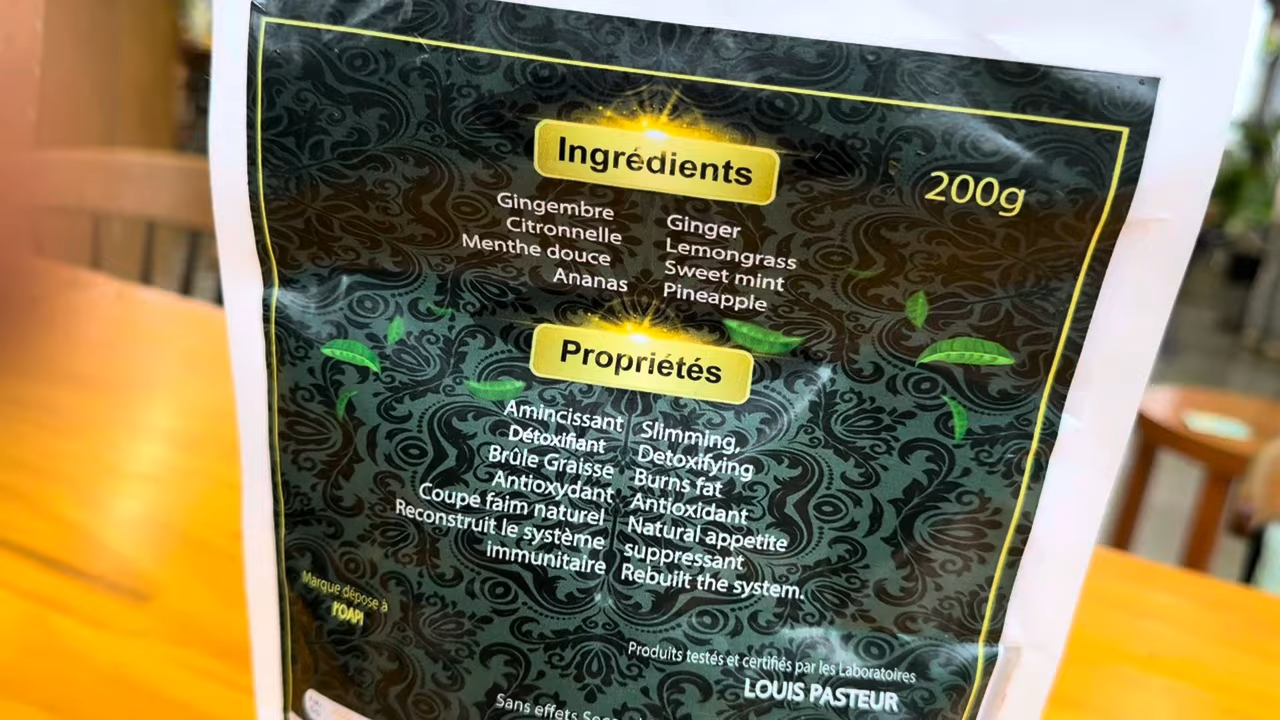 Ingrédients
200g
Gingembre
Citronnelle
Menthe douce
Ananas
Ginger
Lemongrass
Sweet mint
Pineapple
Propriétés
Amincissant
Détoxifiant
Brûle Graisse
Antioxydant
Coupe faim naturel
Reconstruit le système
immunitaire
Slimming,
Detoxifying
Burns fat
Antioxidant
Natural appetite
suppressant
Rebuilt the system.
Marque dépose à
l'OAPI
Produits testés et certifiés par les Laboratoires
LOUIS PASTEUR
Sans effets